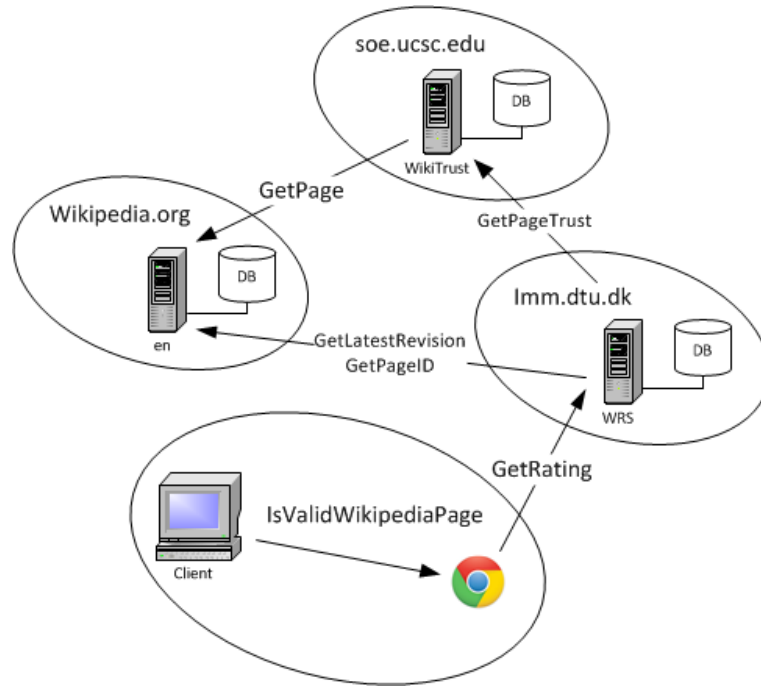 soe.ucsc.edu
DB
WikiTrust
GetPage
Wikipedia.org
GetPageTrust
DB
Imm.dtu.dk
en
GetLatestRevision
GetPageID
DB
WRS
GetRating
IsValidWikipediaPage
Client